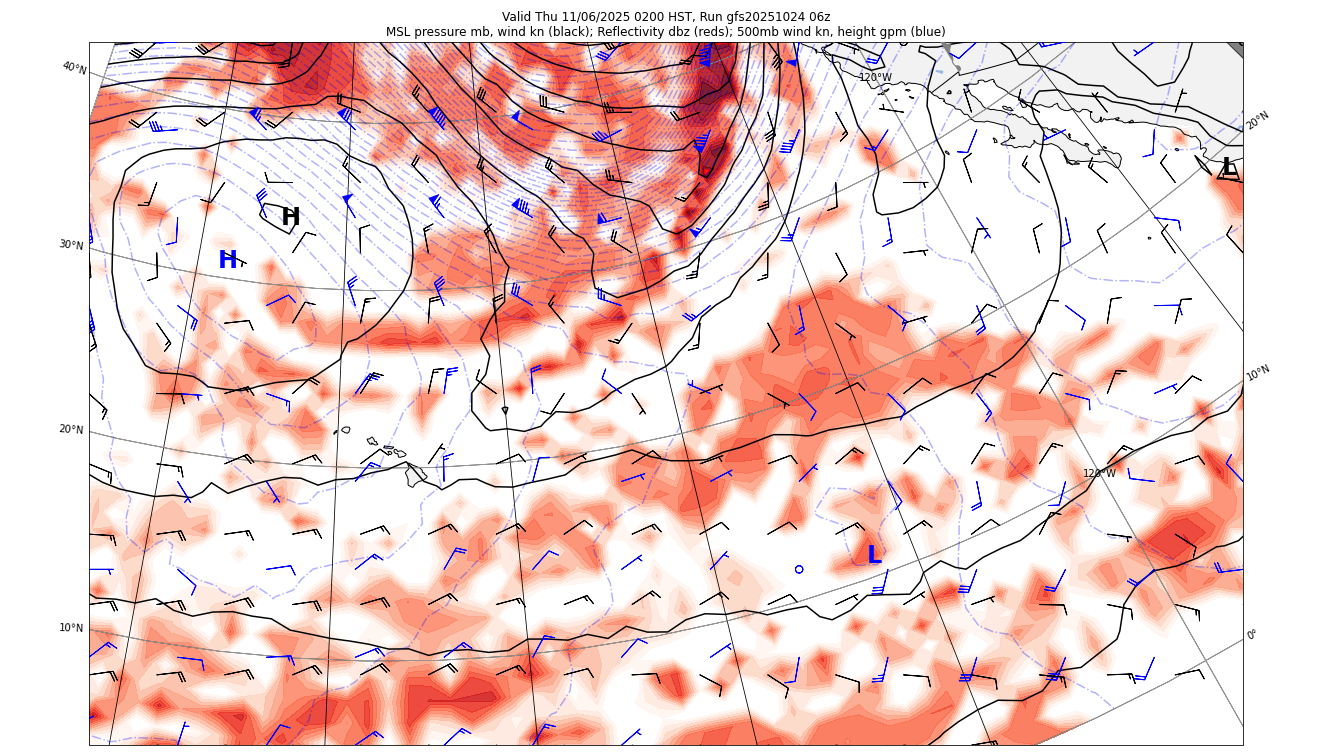 Valid Thu 11/06/2025 0200 HST, Run gfs20251024 06z
MSL pressure mb, wind kn (black); Reflectivity dbz (reds); 500mb wind kn, height gpm (blue)
40°N
120°W
20°N
L
H
30°N
H
10°N
20°N
120°W
L
10°N
0°